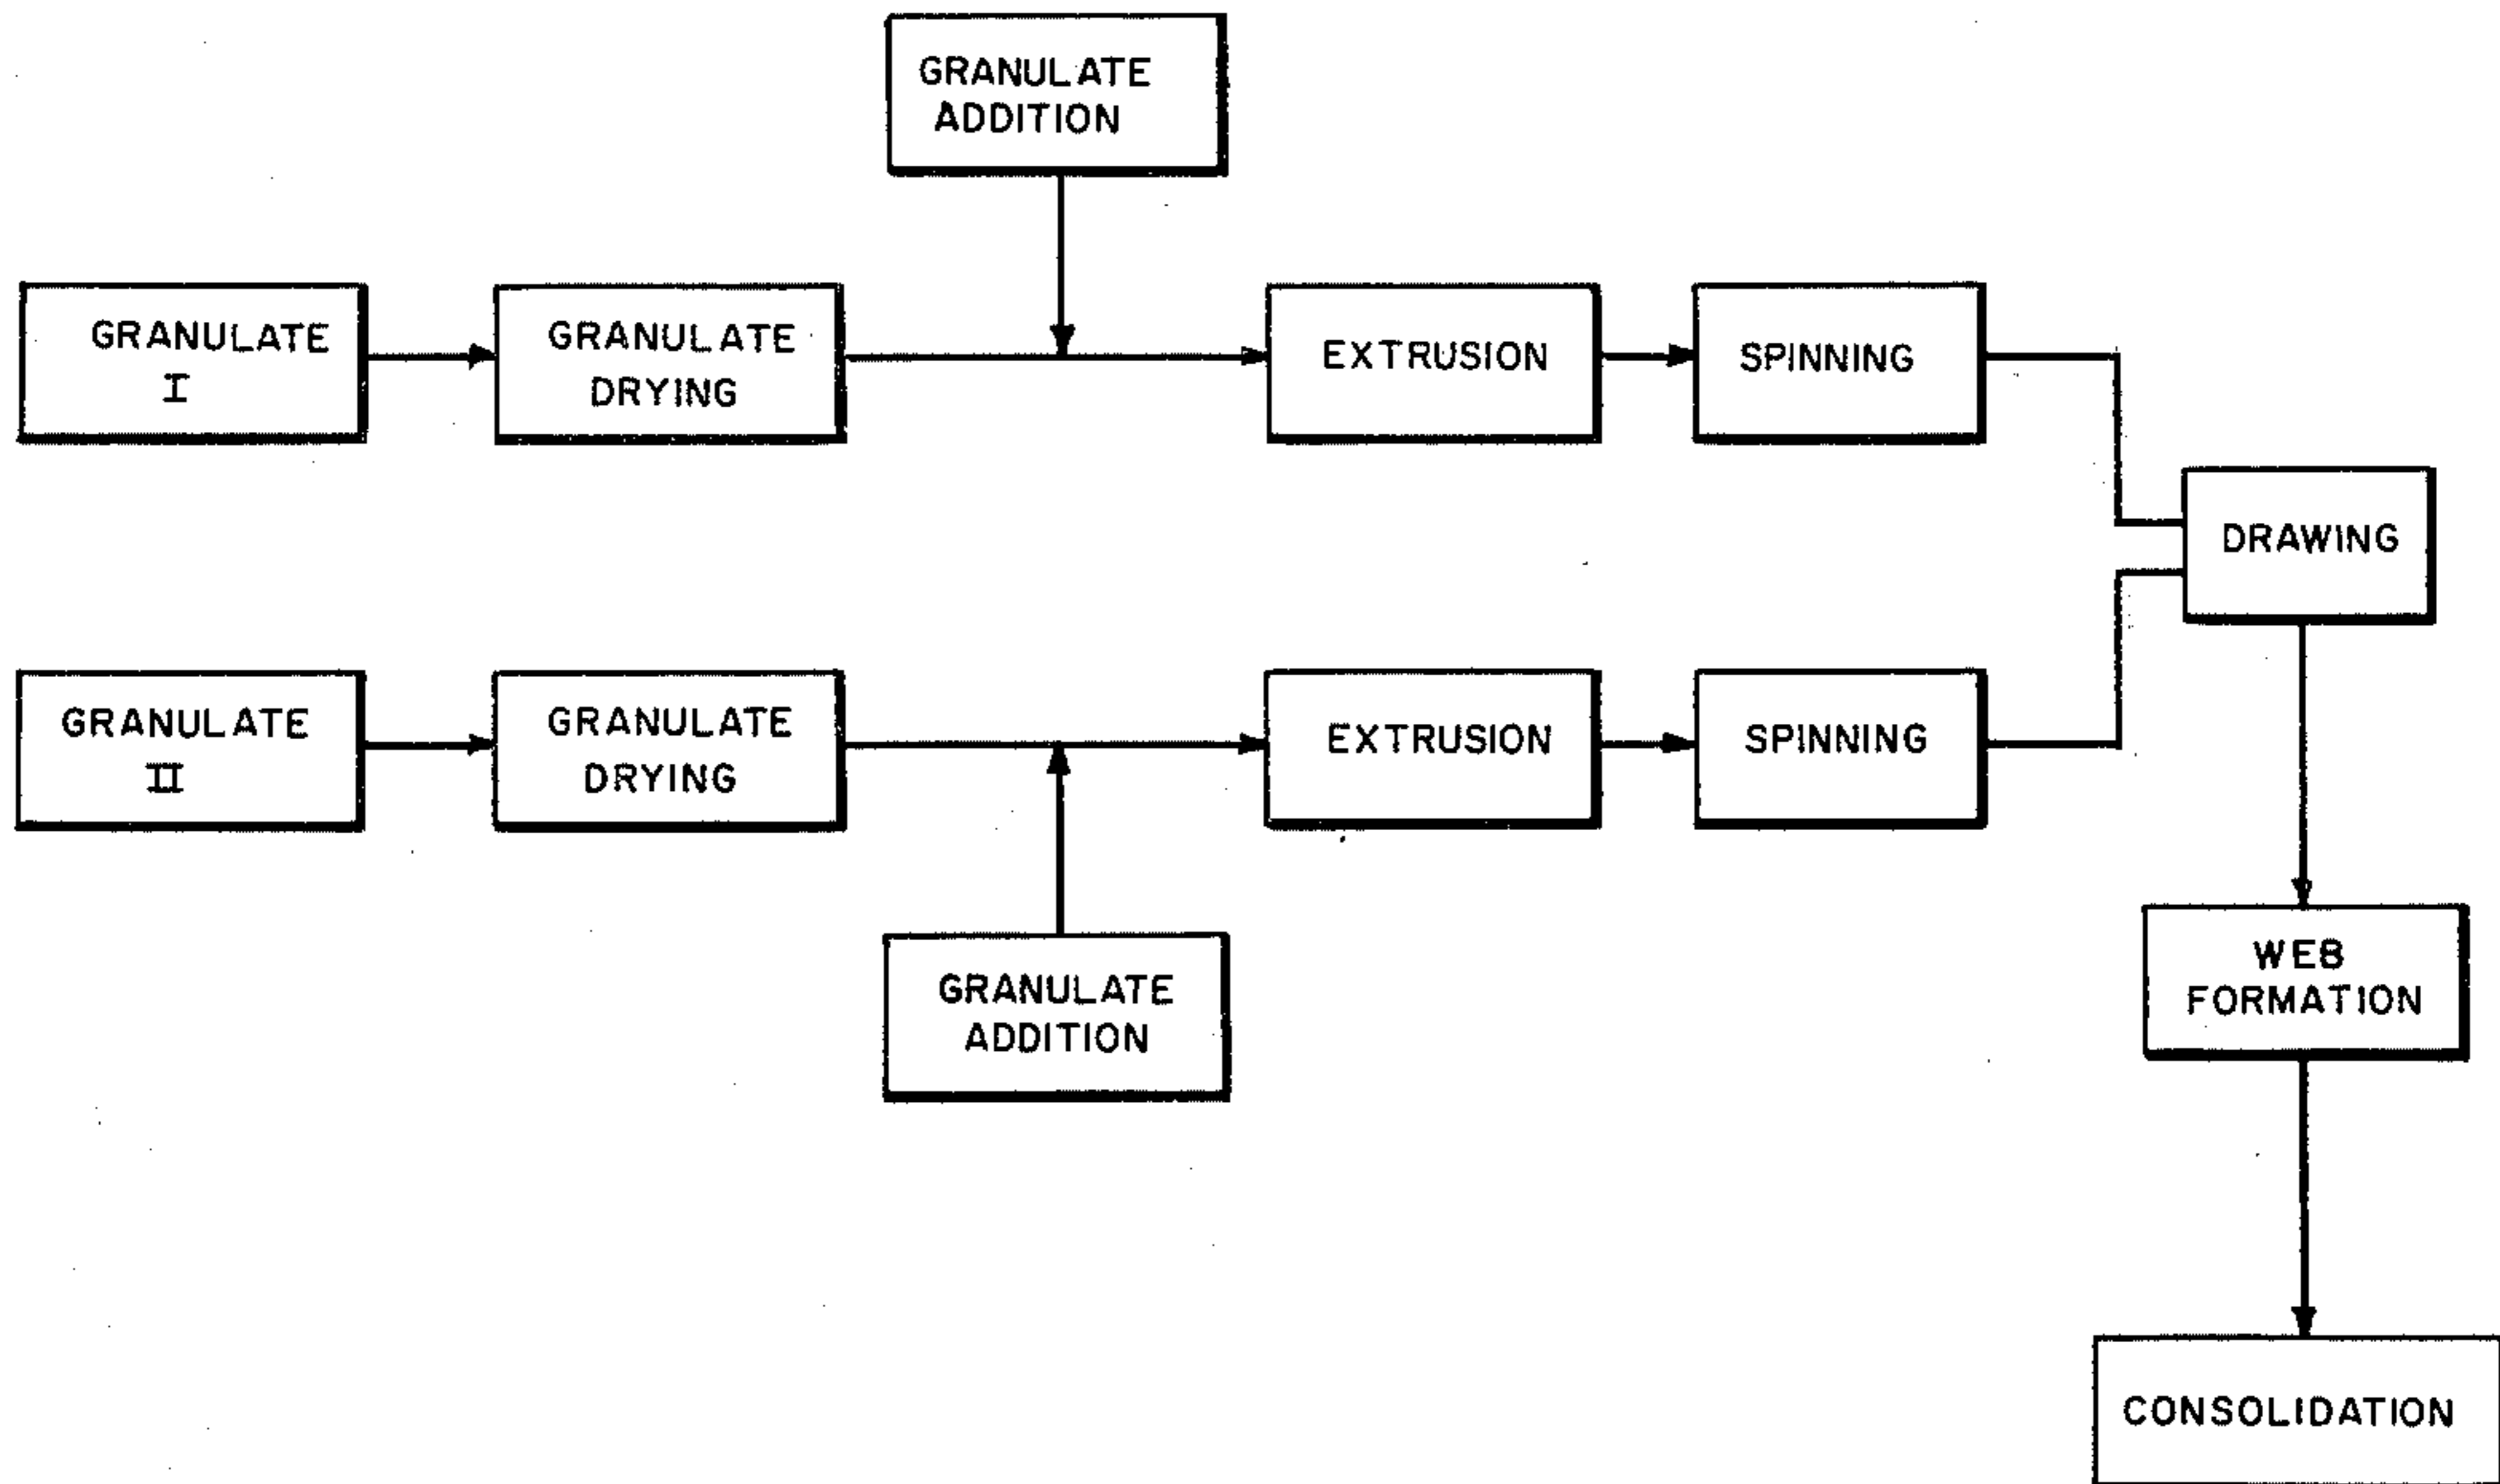 GRANULATE
ADDITION
GRANULATE
I
GRANULATE
DRYING
EXTRUSION
SPINNING
DRAWING
GRANULATE
II
GRANULATE
DRYING
EXTRUSION
SPINNING
GRANULATE
ADDITION
WEB
FORMATION
CONSOLIDATION